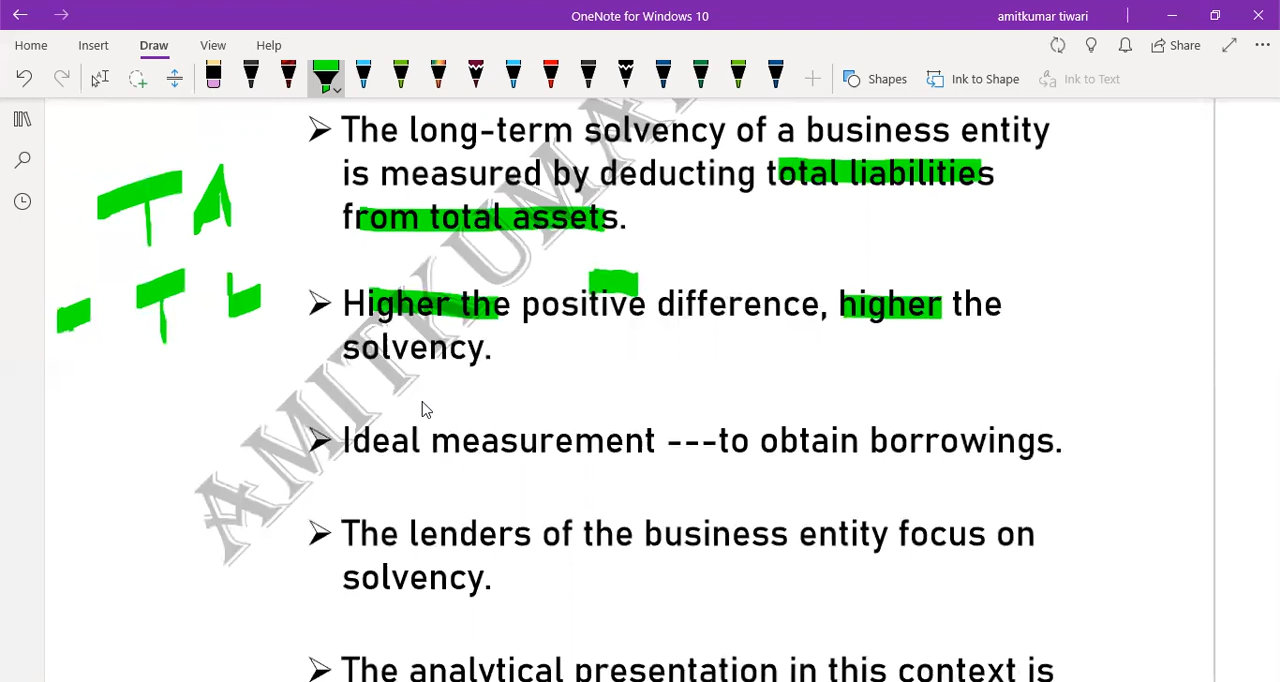 OneNote for Windows 10
amitkumar tiwari
Home Insert Draw View Help
Share
Shapes Ink to Shape Ink to Text
The long-term solvency of a business entity
is measured by deducting total liabilities
from total assets.
TA
- TL
Higher the positive difference, higher the
solvency.
Ideal measurement ---to obtain borrowings.
The lenders of the business entity focus on
solvency.
The analytical presentation in this context is